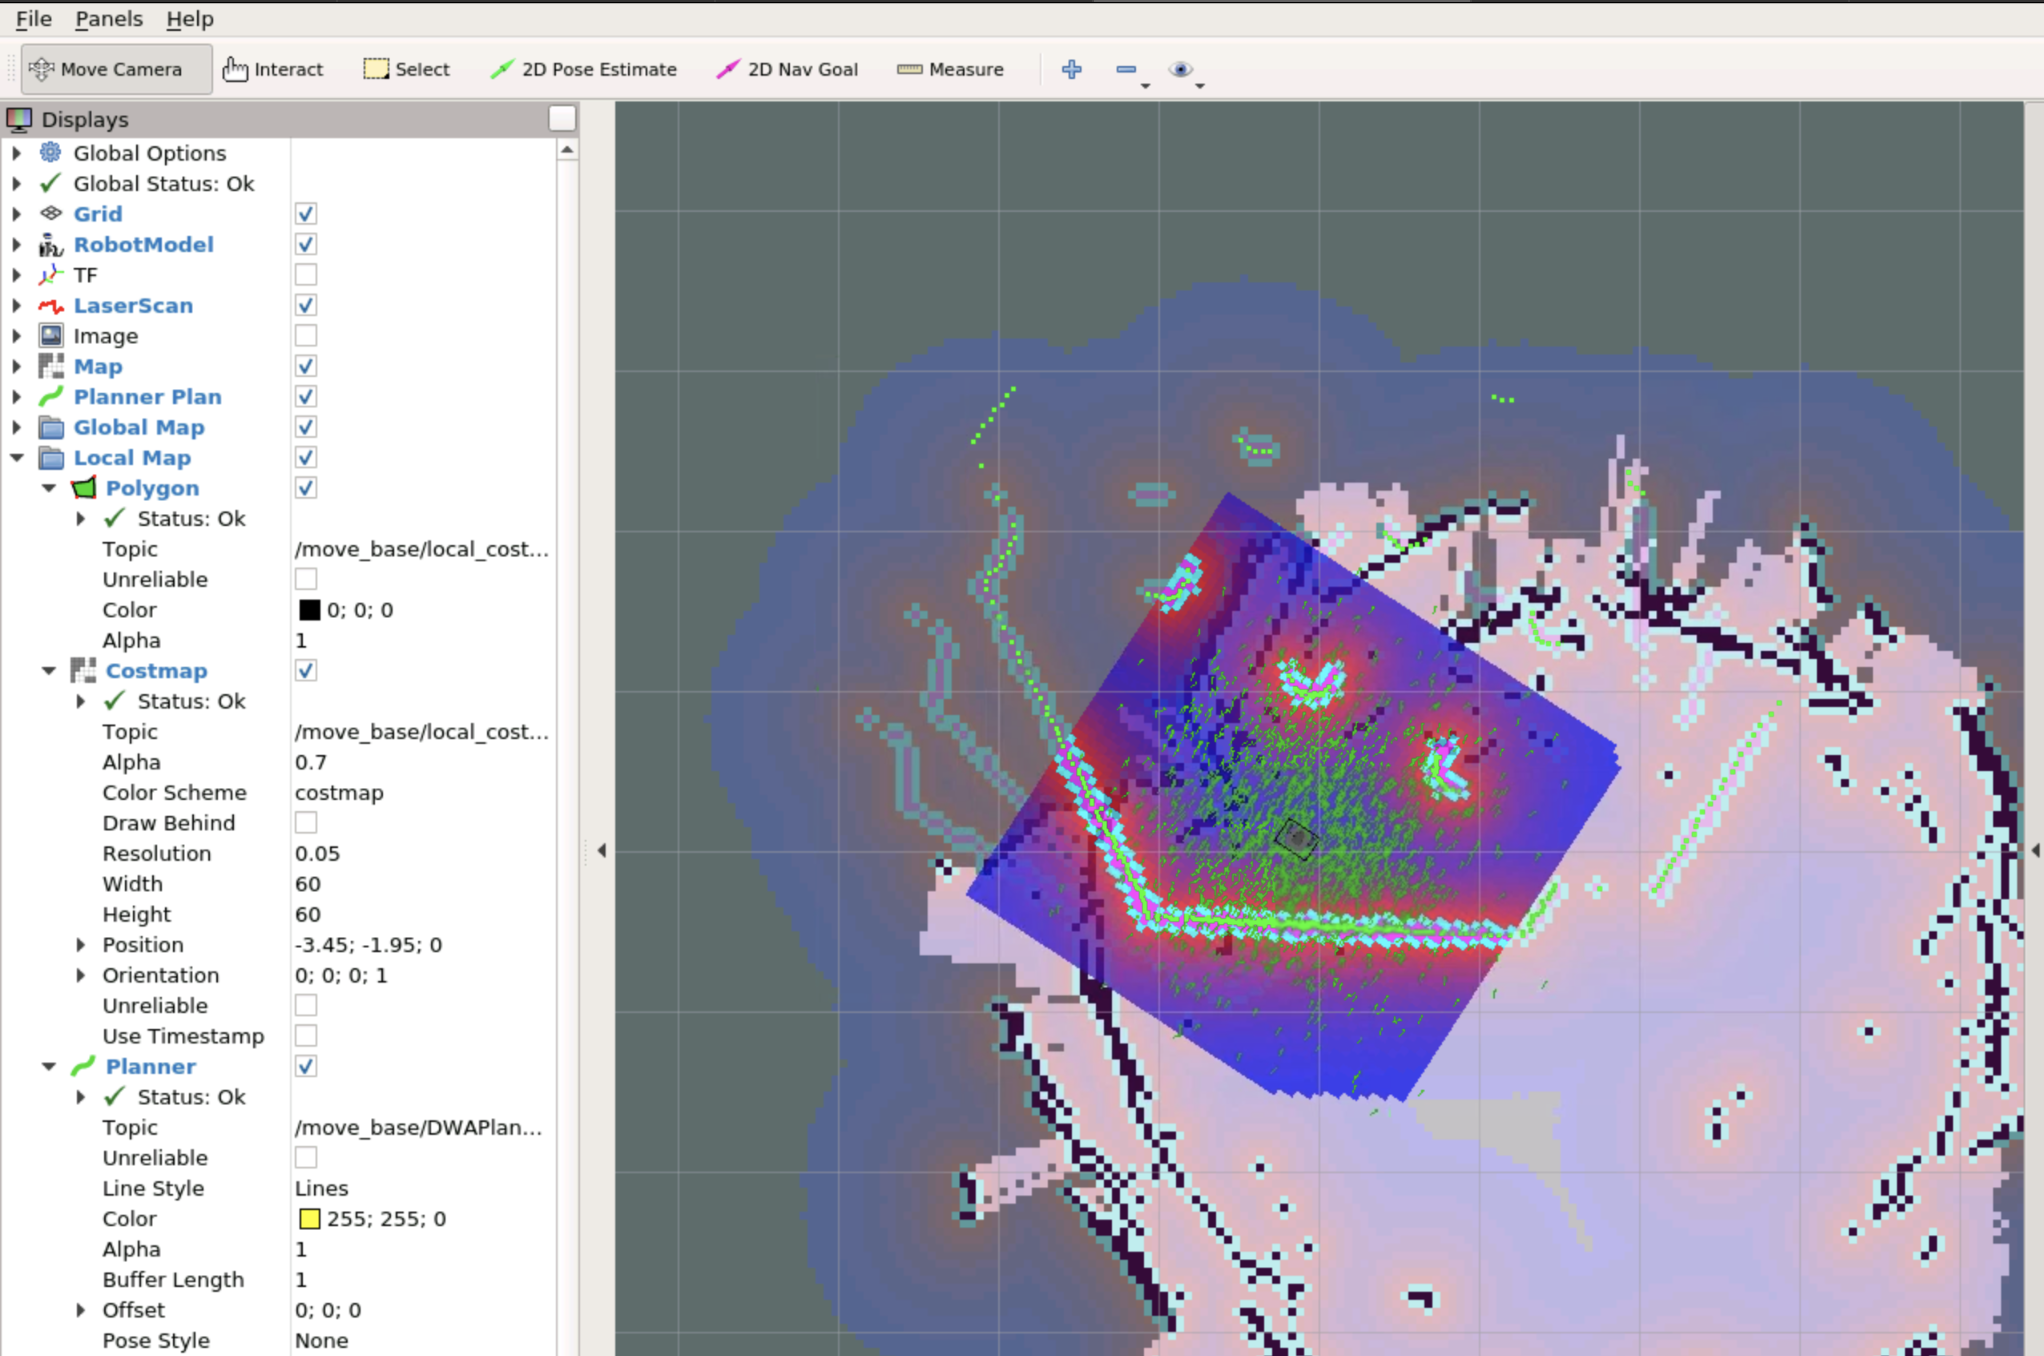 File Panels Help
Move Camera Interact Select 2D Pose Estimate 2D Nav Goal Measure
Displays
Global Options
Global Status: Ok
Grid
RobotModel
TF
LaserScan
Image
Map
Planner Plan
Global Map
Local Map
Polygon
Status: Ok
Topic /move_base/local_cost...
Unreliable
Color 0; 0; 0
Alpha 1
Costmap
Status: Ok
Topic /move_base/local_cost...
Alpha 0.7
Color Scheme costmap
Draw Behind
Resolution 0.05
Width 60
Height 60
Position -3.45; -1.95; 0
Orientation 0; 0; 0; 1
Unreliable
Use Timestamp
Planner
Status: Ok
Topic /move_base/DWAPlan...
Unreliable
Line Style Lines
Color 255; 255; 0
Alpha 1
Buffer Length 1
Offset 0; 0; 0
Pose Style None